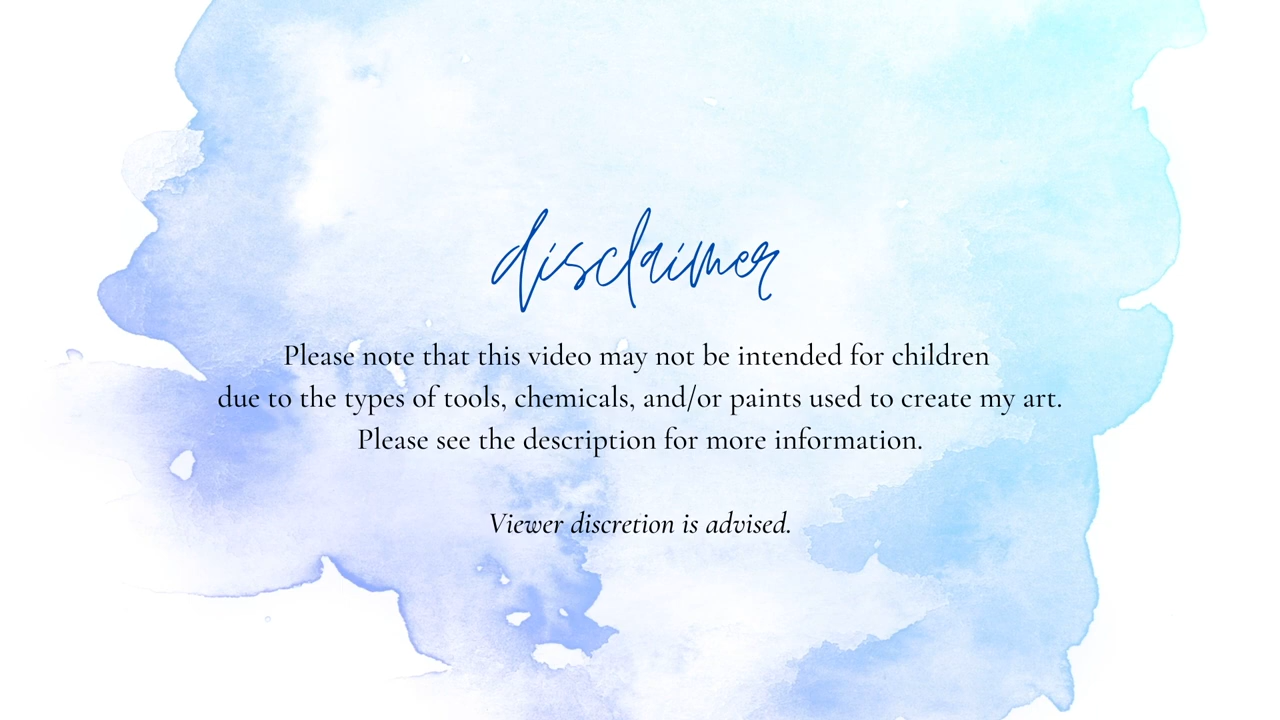 disclaimer
Please note that this video may not be intended for children
due to the types of tools, chemicals, and/or paints used to create my art.
Please see the description for more information.
Viewer discretion is advised.